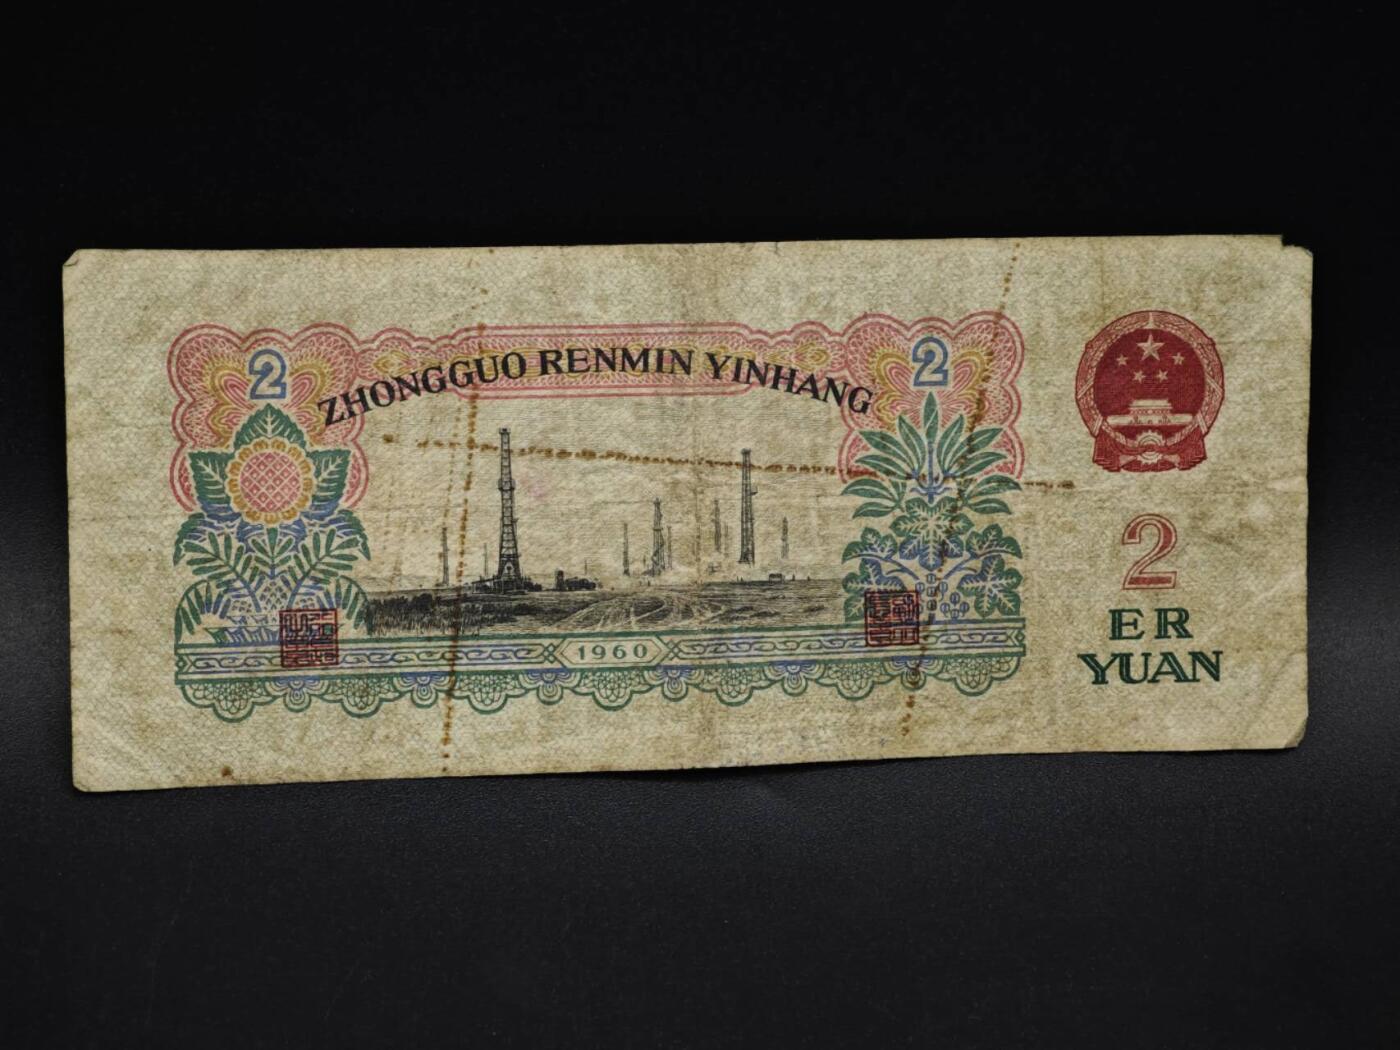 2
ZHONGGUO RENMIN YINHANG
2
2
ER
YUAN
1960